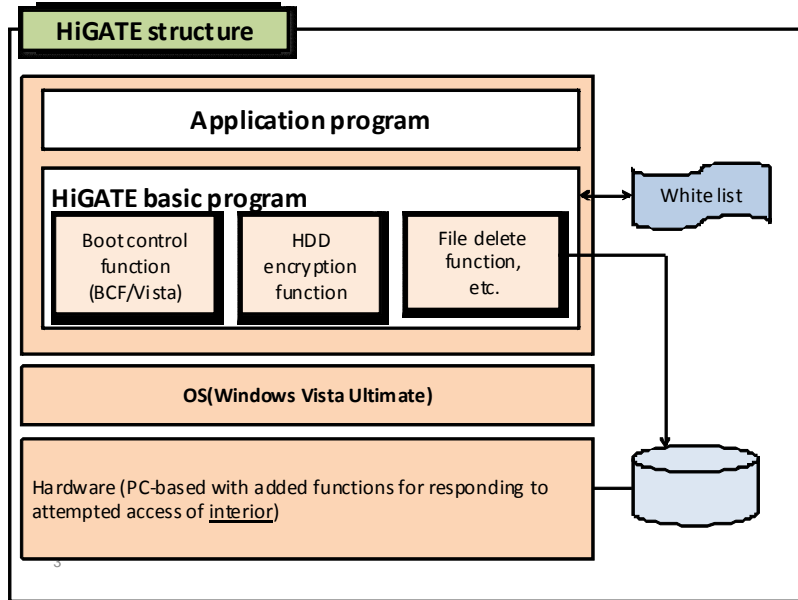 HiGATE structure
Application program
HiGATE basic program
Boot control
function
(BCF/Vista)
HDD
encryption
function
File delete
function,
etc.
White list
OS(Windows Vista Ultimate)
Hardware (PC-based with added functions for responding to
attempted access of interior)
3